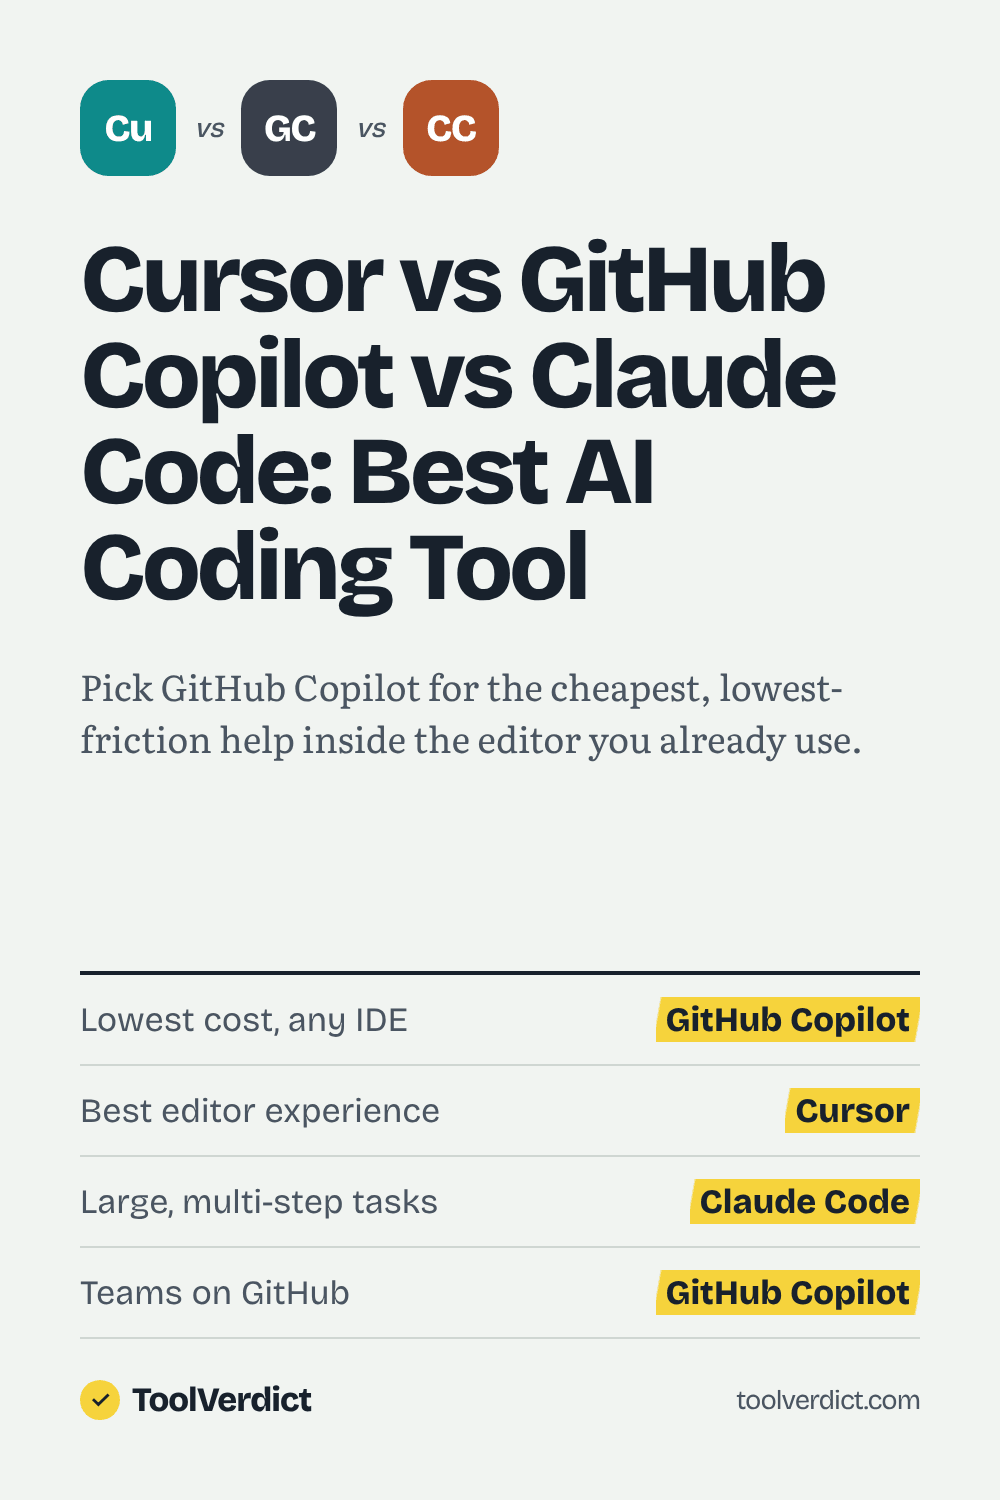 Cu vs GC vs CC
Cursor vs GitHub
Copilot vs Claude
Code: Best AI
Coding Tool
Pick GitHub Copilot for the cheapest, lowest-
friction help inside the editor you already use.
Lowest cost, any IDE GitHub Copilot
Best editor experience Cursor
Large, multi-step tasks Claude Code
Teams on GitHub GitHub Copilot
ToolVerdict toolverdict.com